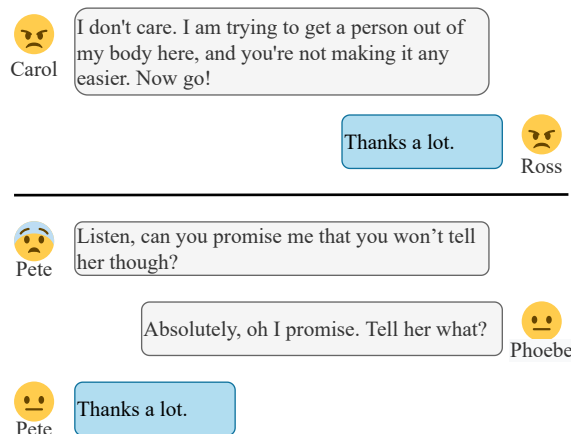 I don't care. I am trying to get a person out of
my body here, and you're not making it any
easier. Now go!
Carol
Thanks a lot.
Ross
Listen, can you promise me that you won’t tell
her though?
Pete
Absolutely, oh I promise. Tell her what?
Phoebe
Thanks a lot.
Pete